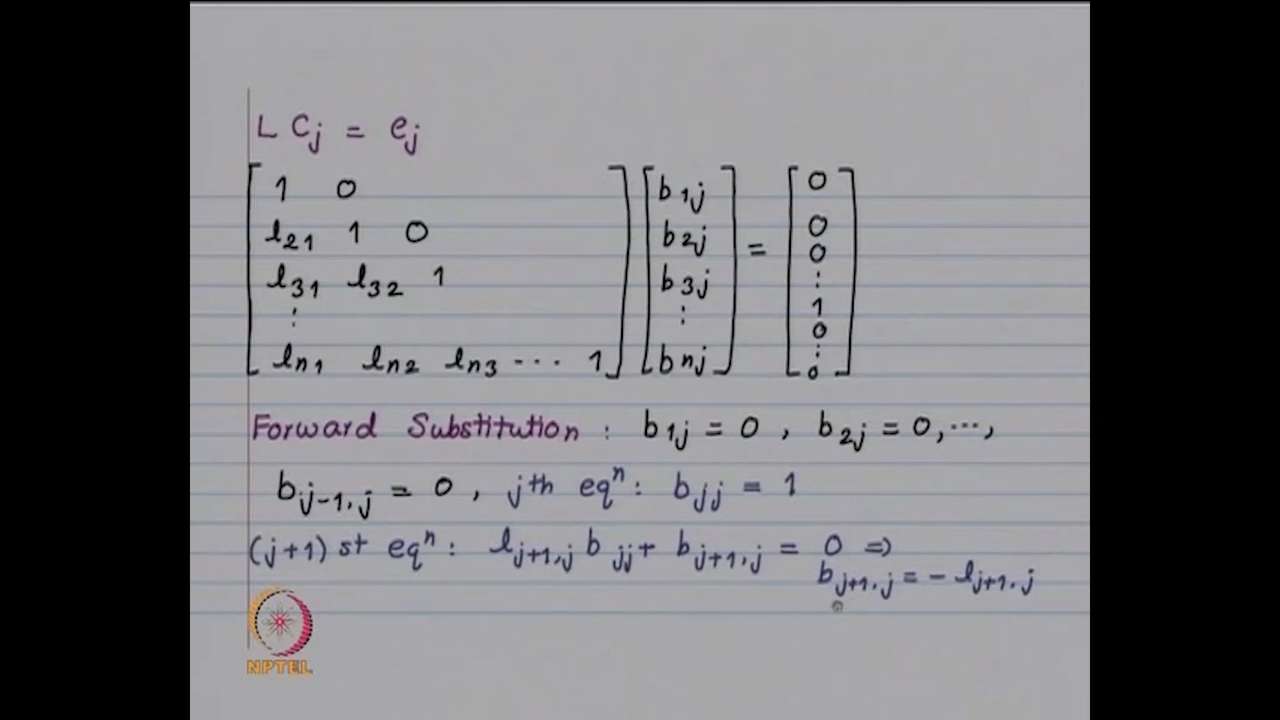 L Cj = ej
1 0 b1j 0
l21 1 0 b2j = 0
l31 l32 1 b3j 0
⋮ ⋮ ⋮
1
0
ln1 ln2 ln3 ... 1 bnj ⋮
0
Forward Substitution : b1j = 0 , b2j = 0, ...,
bj-1,j = 0 , jth eqn : bjj = 1
(j+1) st eqn : lj+1,j bjj + bj+1,j = 0 ⇒
bj+1,j = - lj+1,j
NPTEL